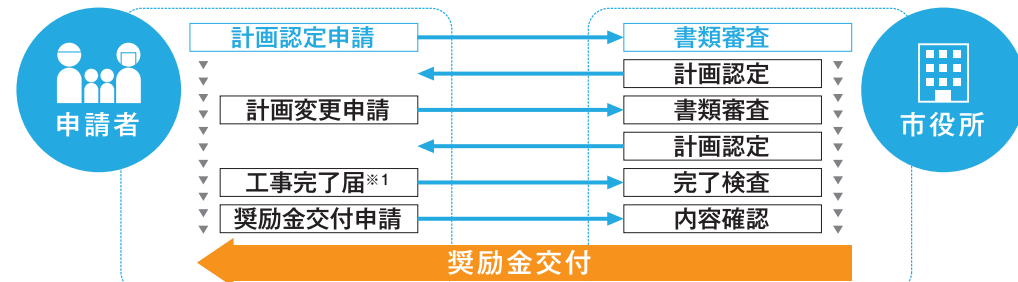 計画認定申請
書類審査
計画認定
計画変更申請
書類審査
計画認定
工事完了届※1
完了検査
奨励金交付申請
内容確認
申請者
市役所
奨励金交付